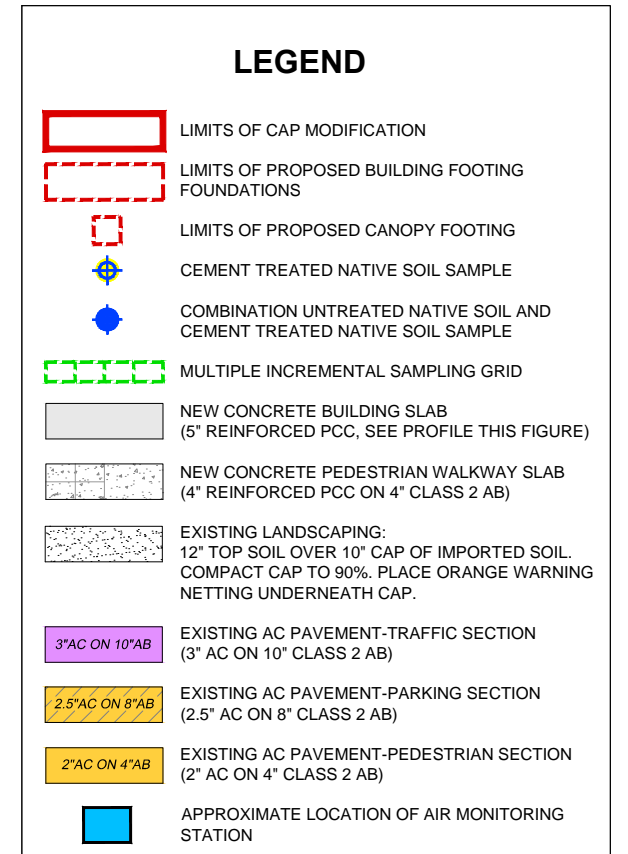 LEGEND
LIMITS OF CAP MODIFICATION
LIMITS OF PROPOSED BUILDING FOOTING
FOUNDATIONS
LIMITS OF PROPOSED CANOPY FOOTING
CEMENT TREATED NATIVE SOIL SAMPLE
COMBINATION UNTREATED NATIVE SOIL AND
CEMENT TREATED NATIVE SOIL SAMPLE
MULTIPLE INCREMENTAL SAMPLING GRID
NEW CONCRETE BUILDING SLAB
(5" REINFORCED PCC, SEE PROFILE THIS FIGURE)
NEW CONCRETE PEDESTRIAN WALKWAY SLAB
(4" REINFORCED PCC ON 4" CLASS 2 AB)
EXISTING LANDSCAPING:
12" TOP SOIL OVER 10" CAP OF IMPORTED SOIL.
COMPACT CAP TO 90%. PLACE ORANGE WARNING
NETTING UNDERNEATH CAP.
3"AC ON 10"AB
EXISTING AC PAVEMENT-TRAFFIC SECTION
(3" AC ON 10" CLASS 2 AB)
2.5"AC ON 8"AB
EXISTING AC PAVEMENT-PARKING SECTION
(2.5" AC ON 8" CLASS 2 AB)
2"AC ON 4"AB
EXISTING AC PAVEMENT-PEDESTRIAN SECTION
(2" AC ON 4" CLASS 2 AB)
APPROXIMATE LOCATION OF AIR MONITORING
STATION